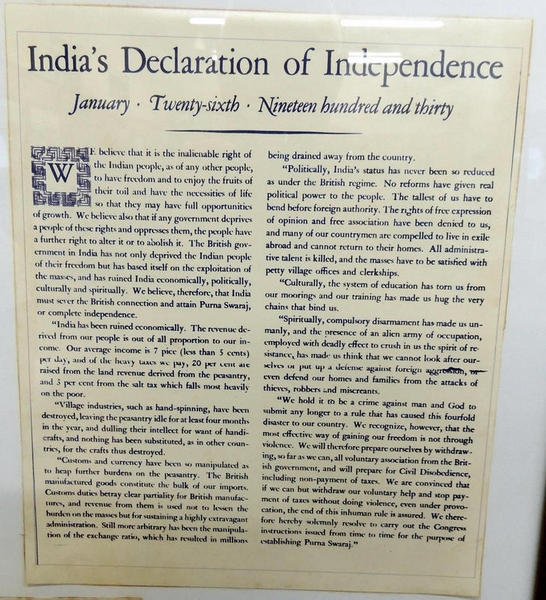 India's Declaration of Independence
January · Twenty-sixth · Nineteen hundred and thirty
WE believe that it is the inalienable right of
the Indian people, as of any other people,
to have freedom and to enjoy the fruits of
their toil and have the necessities of life
so that they may have full opportunities
of growth. We believe also that if any government deprives
a people of these rights and oppresses them, the people have
a further right to alter it or to abolish it. The British gov-
ernment in India has not only deprived the Indian people
of their freedom but has based itself on the exploitation of
the masses, and has ruined India economically, politically,
culturally and spiritually. We believe, therefore, that India
must sever the British connection and attain Purna Swaraj,
or complete independence.
"India has been ruined economically. The revenue de-
rived from our people is out of all proportion to our in-
come. Our average income is 7 pice (less than 5 cents)
per day, and of the heavy taxes we pay, 20 per cent are
raised from the land revenue derived from the peasantry,
and 3 per cent from the salt tax which falls most heavily
on the poor.
"Village industries, such as hand-spinning, have been
destroyed, leaving the peasantry idle for at least four months
in the year, and dulling their intellect for want of handi-
crafts, and nothing has been substituted, as in other coun-
tries, for the crafts thus destroyed.
"Customs and currency have been so manipulated as
to heap further burdens on the peasantry. The British
manufactured goods constitute the bulk of our imports.
Customs duties betray clear partiality for British manufac-
tures, and revenue from them is used not to lessen the
burden on the masses but for sustaining a highly extravagant
administration. Still more arbitrary has been the manipula-
tion of the exchange ratio, which has resulted in millions
being drained away from the country.
"Politically, India's status has never been so reduced
as under the British regime. No reforms have given real
political power to the people. The tallest of us have to
bend before foreign authority. The rights of free expression
of opinion and free association have been denied to us,
and many of our countrymen are compelled to live in exile
abroad and cannot return to their homes. All administra-
tive talent is killed, and the masses have to be satisfied with
petty village offices and clerkships.
"Culturally, the system of education has torn us from
our moorings and our training has made us hug the very
chains that bind us.
"Spiritually, compulsory disarmament has made us un-
manly, and the presence of an alien army of occupation,
employed with deadly effect to crush in us the spirit of re-
sistance, has made us think that we cannot look after our-
selves or put up a defense against foreign aggression, or
even defend our homes and families from the attacks of
thieves, robbers and miscreants.
"We hold it to be a crime against man and God to
submit any longer to a rule that has caused this fourfold
disaster to our country. We recognize, however, that the
most effective way of gaining our freedom is not through
violence. We will therefore prepare ourselves by withdraw-
ing, so far as we can, all voluntary association from the Brit-
ish government, and will prepare for Civil Disobedience,
including non-payment of taxes. We are convinced that
if we can but withdraw our voluntary help and stop pay-
ment of taxes without doing violence, even under provo-
cation, the end of this inhuman rule is assured. We there-
fore hereby solemnly resolve to carry out the Congress
instructions issued from time to time for the purpose of
establishing Purna Swaraj."